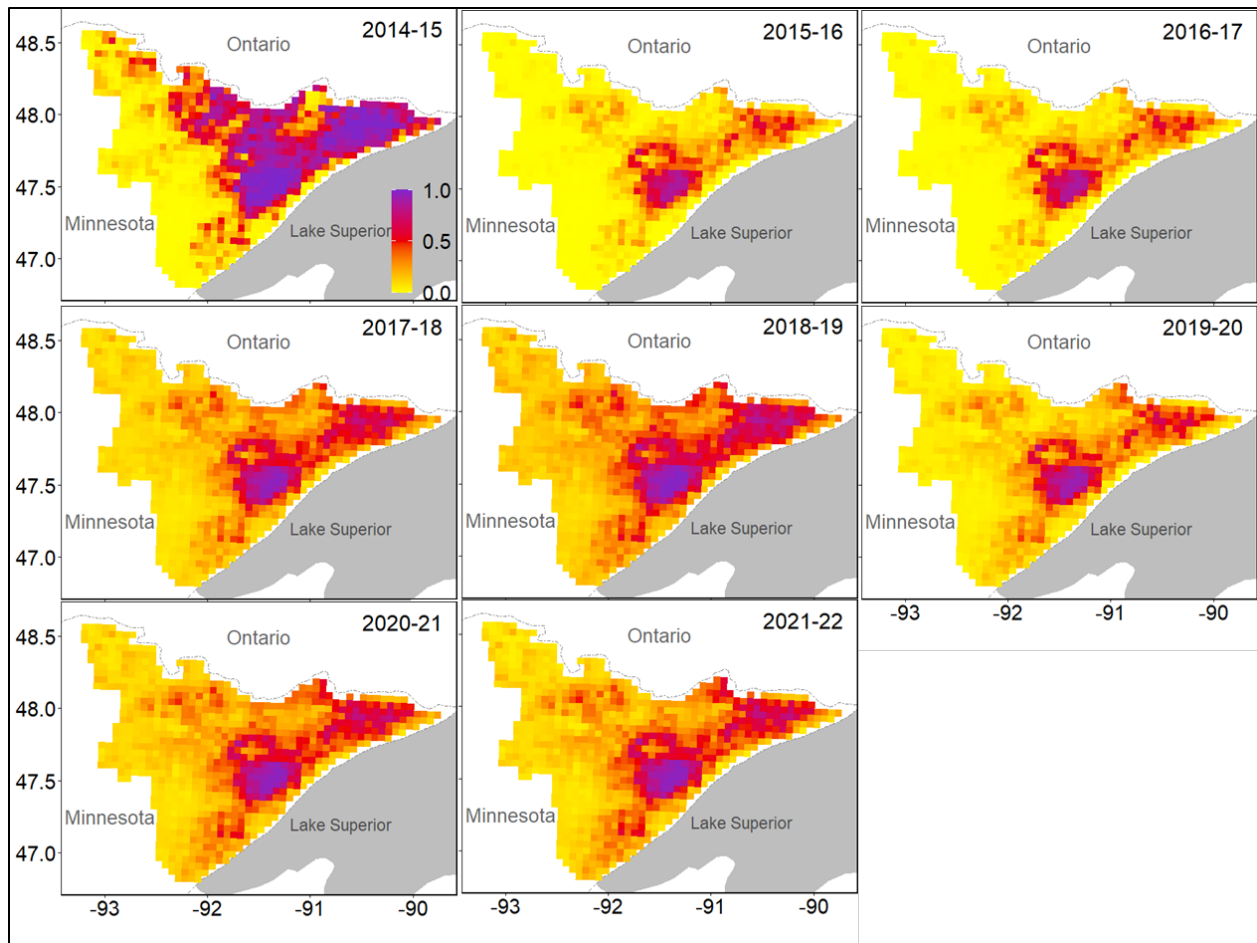 48.5
48.0
47.5
47.0
Ontario
2014-15
Minnesota
Lake Superior
1.0
0.5
0.0
Ontario
2015-16
Minnesota
Lake Superior
Ontario
2016-17
Minnesota
Lake Superior
48.5
48.0
47.5
47.0
Ontario
2017-18
Minnesota
Lake Superior
Ontario
2018-19
Minnesota
Lake Superior
Ontario
2019-20
Minnesota
Lake Superior
-93 -92 -91 -90
48.5
48.0
47.5
47.0
Ontario
2020-21
Minnesota
Lake Superior
-93 -92 -91 -90
Ontario
2021-22
Minnesota
Lake Superior
-93 -92 -91 -90